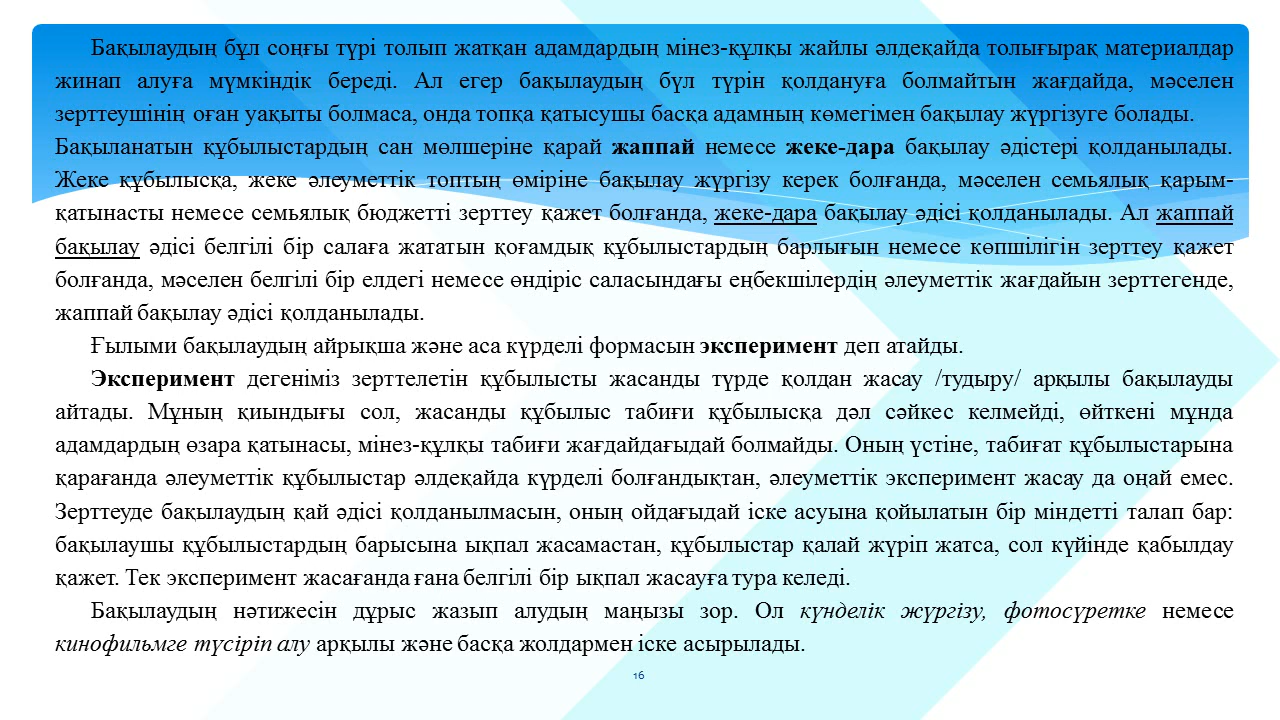 Бақылаудың бұл соңғы түрі толып жатқан адамдардың мінез-құлқы жайлы әлдеқайда толығырақ материалдар
жинап алуға мүмкіндік береді. Ал егер бақылаудың бүл түрін қолдануға болмайтын жағдайда, мәселен
зерттеушінің оған уақыты болмаса, онда топқа қатысушы басқа адамның көмегімен бақылау жүргізуге болады.
Бақыланатын құбылыстардың сан мөлшеріне қарай жаппай немесе жеке-дара бақылау әдістері қолданылады.
Жеке құбылысқа, жеке әлеуметтік топтың өміріне бақылау жүргізу керек болғанда, мәселен семьялық қарым-
қатынасты немесе семьялық бюджетті зерттеу қажет болғанда, жеке-дара бақылау әдісі қолданылады. Ал жаппай
бақылау әдісі белгілі бір салаға жататын қоғамдық құбылыстардың барлығын немесе көпшілігін зерттеу қажет
болғанда, мәселен белгілі бір елдегі немесе өндіріс саласындағы еңбекшілердің әлеуметтік жағдайын зерттегенде,
жаппай бақылау әдісі қолданылады.
Ғылыми бақылаудың айрықша және аса күрделі формасын эксперимент деп атайды.
Эксперимент дегеніміз зерттелетін құбылысты жасанды түрде қолдан жасау /тудыру/ арқылы бақылауды
айтады. Мұның қиындығы сол, жасанды құбылыс табиғи құбылысқа дәл сәйкес келмейді, өйткені мұнда
адамдардың өзара қатынасы, мінез-құлқы табиғи жағдайдағыдай болмайды. Оның үстіне, табиғат құбылыстарына
қарағанда әлеуметтік құбылыстар әлдеқайда күрделі болғандықтан, әлеуметтік эксперимент жасау да оңай емес.
Зерттеуде бақылаудың қай әдісі қолданылмасын, оның ойдағыдай іске асуына қойылатын бір міндетті талап бар:
бақылаушы құбылыстардың барысына ықпал жасамастан, құбылыстар қалай жүріп жатса, сол күйінде қабылдау
қажет. Тек эксперимент жасағанда ғана белгілі бір ықпал жасауға тура келеді.
Бақылаудың нәтижесін дұрыс жазып алудың маңызы зор. Ол күнделік жүргізу, фотосүретке немесе
кинофильмге түсіріп алу арқылы және басқа жолдармен іске асырылады.
16